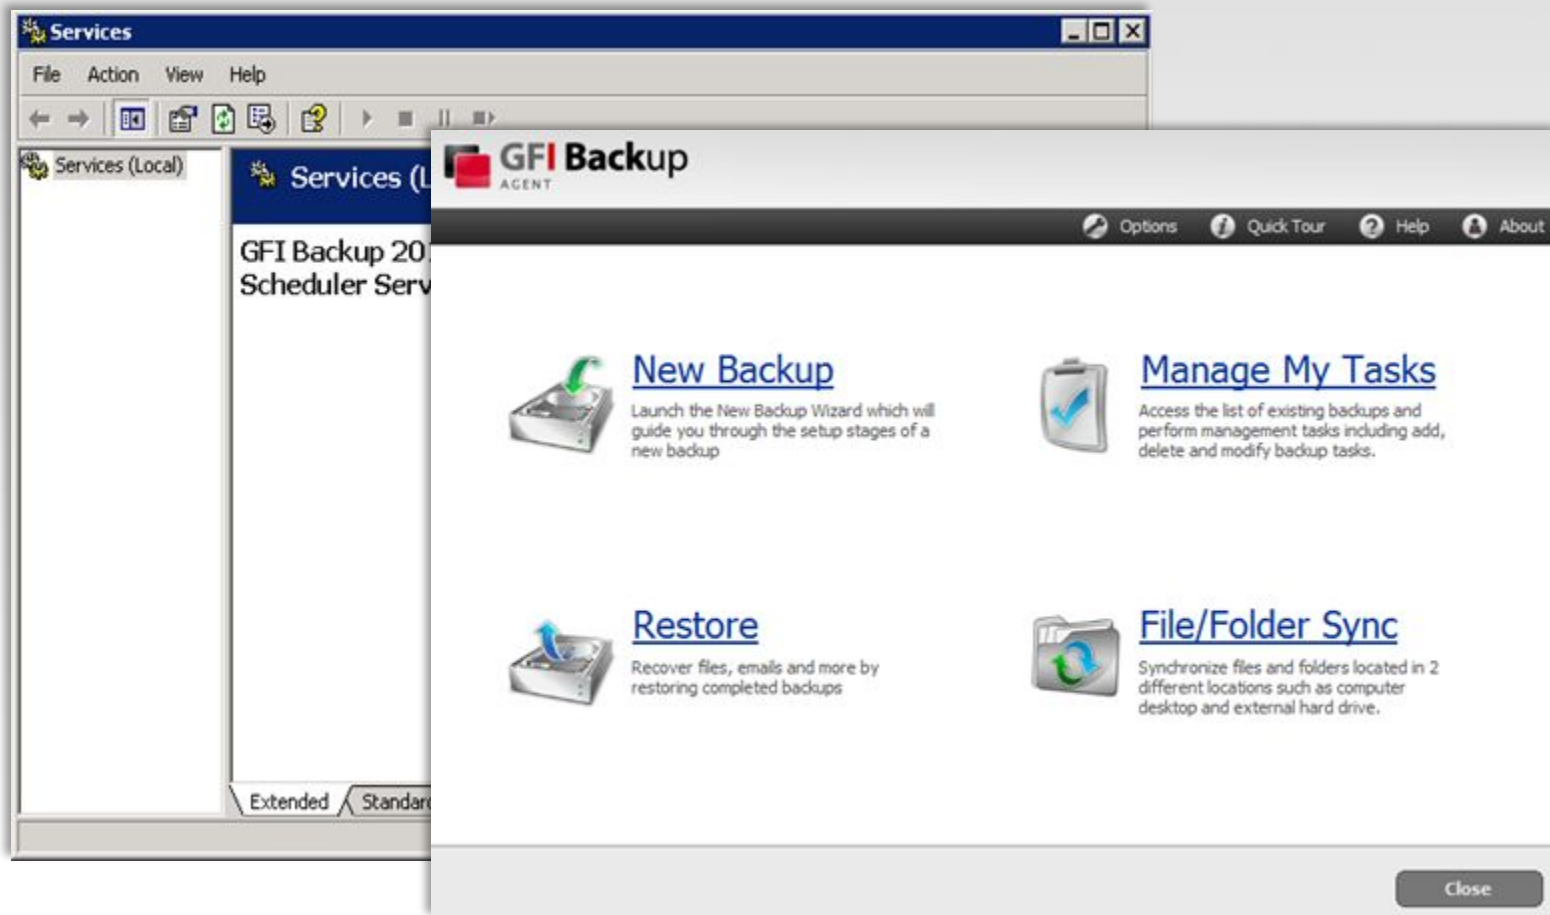 Services
File Action View Help
Services (Local)
Services (L
GFI Backup 20
Scheduler Serv
Extended Standard
GFI Backup
AGENT
Options Quick Tour Help About
New Backup
Launch the New Backup Wizard which will
guide you through the setup stages of a
new backup
Manage My Tasks
Access the list of existing backups and
perform management tasks including add,
delete and modify backup tasks.
Restore
Recover files, emails and more by
restoring completed backups
File/Folder Sync
Synchronize files and folders located in 2
different locations such as computer
desktop and external hard drive.
Close